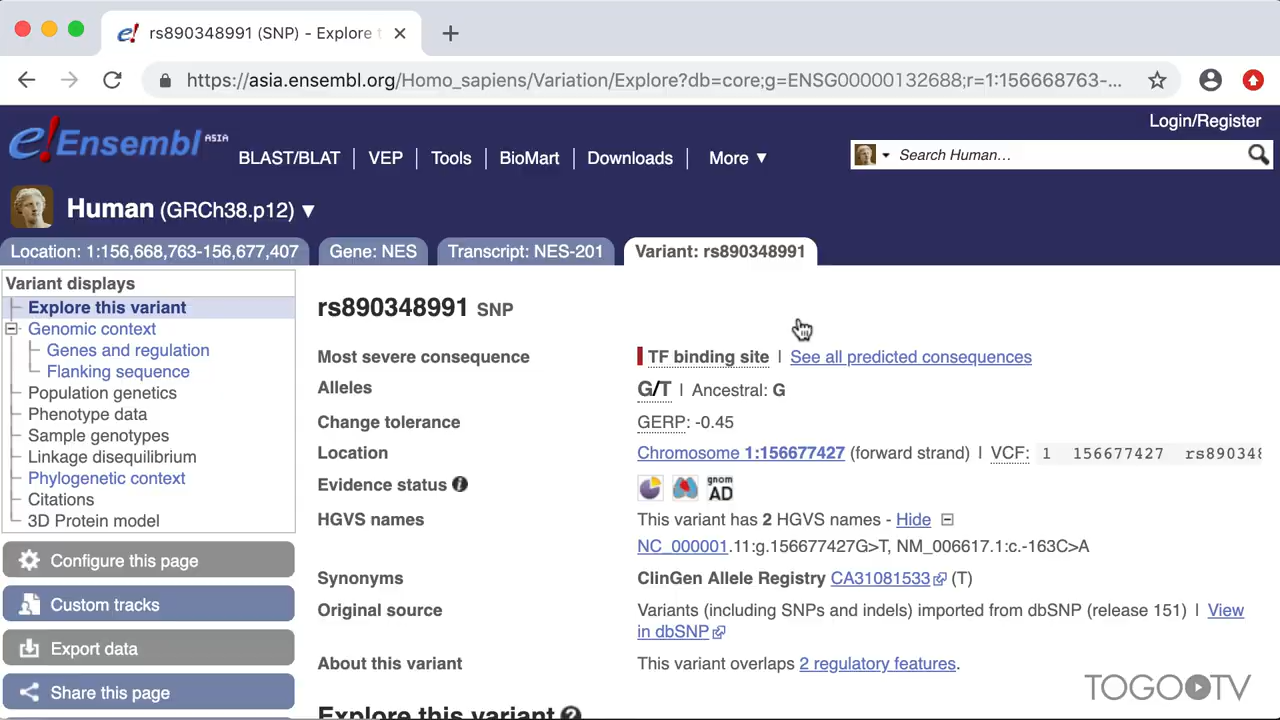 rs890348991 (SNP) - Explore t
https://asia.ensembl.org/Homo_sapiens/Variation/Explore?db=core;g=ENSG00000132688;r=1:156668763-...
Login/Register
e!Ensembl ASIA
BLAST/BLAT | VEP | Tools | BioMart | Downloads | More ▼
Search Human…
Human (GRCh38.p12) ▼
Location: 1:156,668,763-156,677,407
Gene: NES
Transcript: NES-201
Variant: rs890348991
Variant displays
Explore this variant
Genomic context
Genes and regulation
Flanking sequence
Population genetics
Phenotype data
Sample genotypes
Linkage disequilibrium
Phylogenetic context
Citations
3D Protein model
Configure this page
Custom tracks
Export data
Share this page
rs890348991 SNP
Most severe consequence
TF binding site | See all predicted consequences
Alleles
G/T | Ancestral: G
Change tolerance
GERP: -0.45
Location
Chromosome 1:156677427 (forward strand) | VCF: 1 156677427 rs89034
Evidence status
gnom
AD
HGVS names
This variant has 2 HGVS names - Hide
NC_000001.11:g.156677427G>T, NM_006617.1:c.-163C>A
Synonyms
ClinGen Allele Registry CA31081533 (T)
Original source
Variants (including SNPs and indels) imported from dbSNP (release 151) | View
in dbSNP
About this variant
This variant overlaps 2 regulatory features.
Explore this variant
TOGO TV